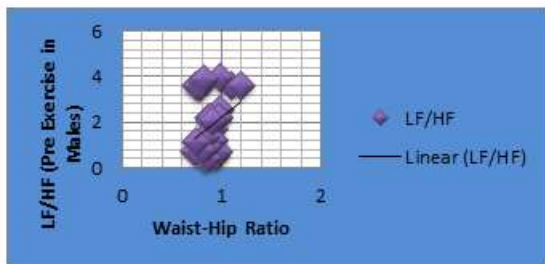 LF/HF (Pre Exercise in
Males)
6
4
2
0
0
1
2
Waist-Hip Ratio
LF/HF
Linear (LF/HF)